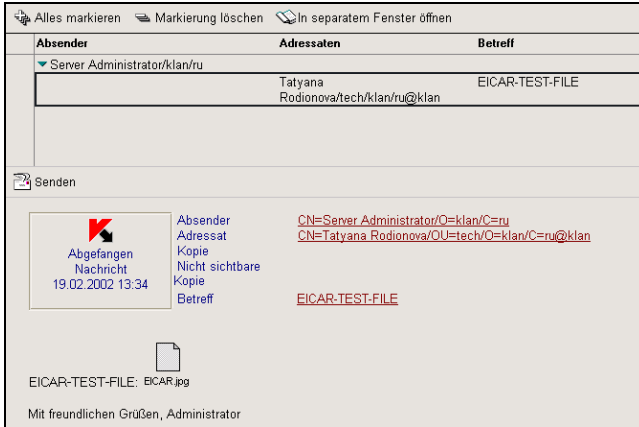 Alles markieren Markierung löschen In separatem Fenster öffnen
Absender Adressaten Betreff
Server Administrator/klan/ru
Tatyana EICAR-TEST-FILE
Rodionova/tech/klan/ru@klan
Senden
Abgefangen
Nachricht
19.02.2002 13:34
Absender CN=Server Administrator/O=klan/C=ru
Adressat CN=Tatyana Rodionova/OU=tech/O=klan/C=ru@klan
Kopie
Nicht sichtbare
Kopie
Betreff EICAR-TEST-FILE
EICAR-TEST-FILE: EICAR.jpg
Mit freundlichen Grüßen, Administrator